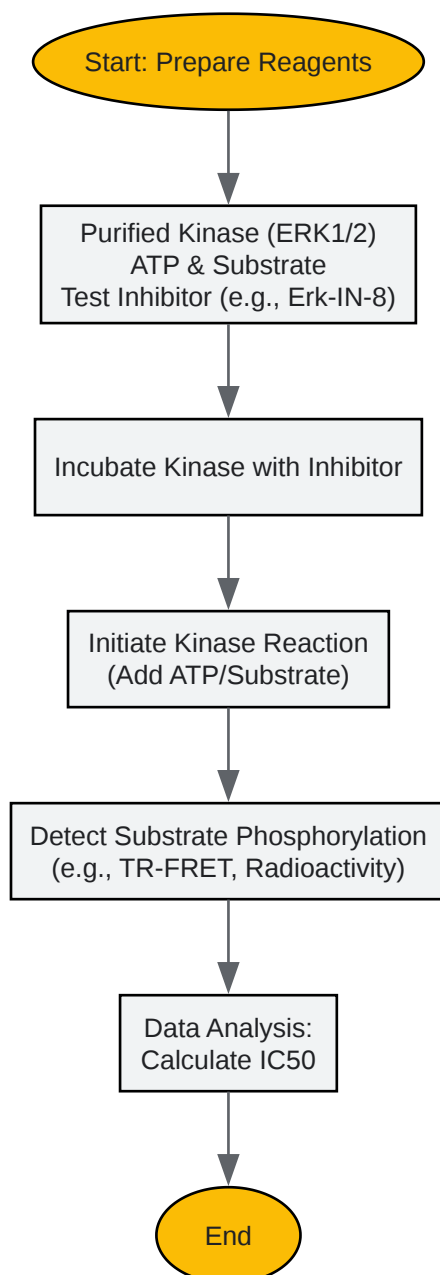 Start: Prepare Reagents
Purified Kinase (ERK1/2)
ATP & Substrate
Test Inhibitor (e.g., Erk-IN-8)
Incubate Kinase with Inhibitor
Initiate Kinase Reaction
(Add ATP/Substrate)
Detect Substrate Phosphorylation
(e.g., TR-FRET, Radioactivity)
Data Analysis:
Calculate IC50
End